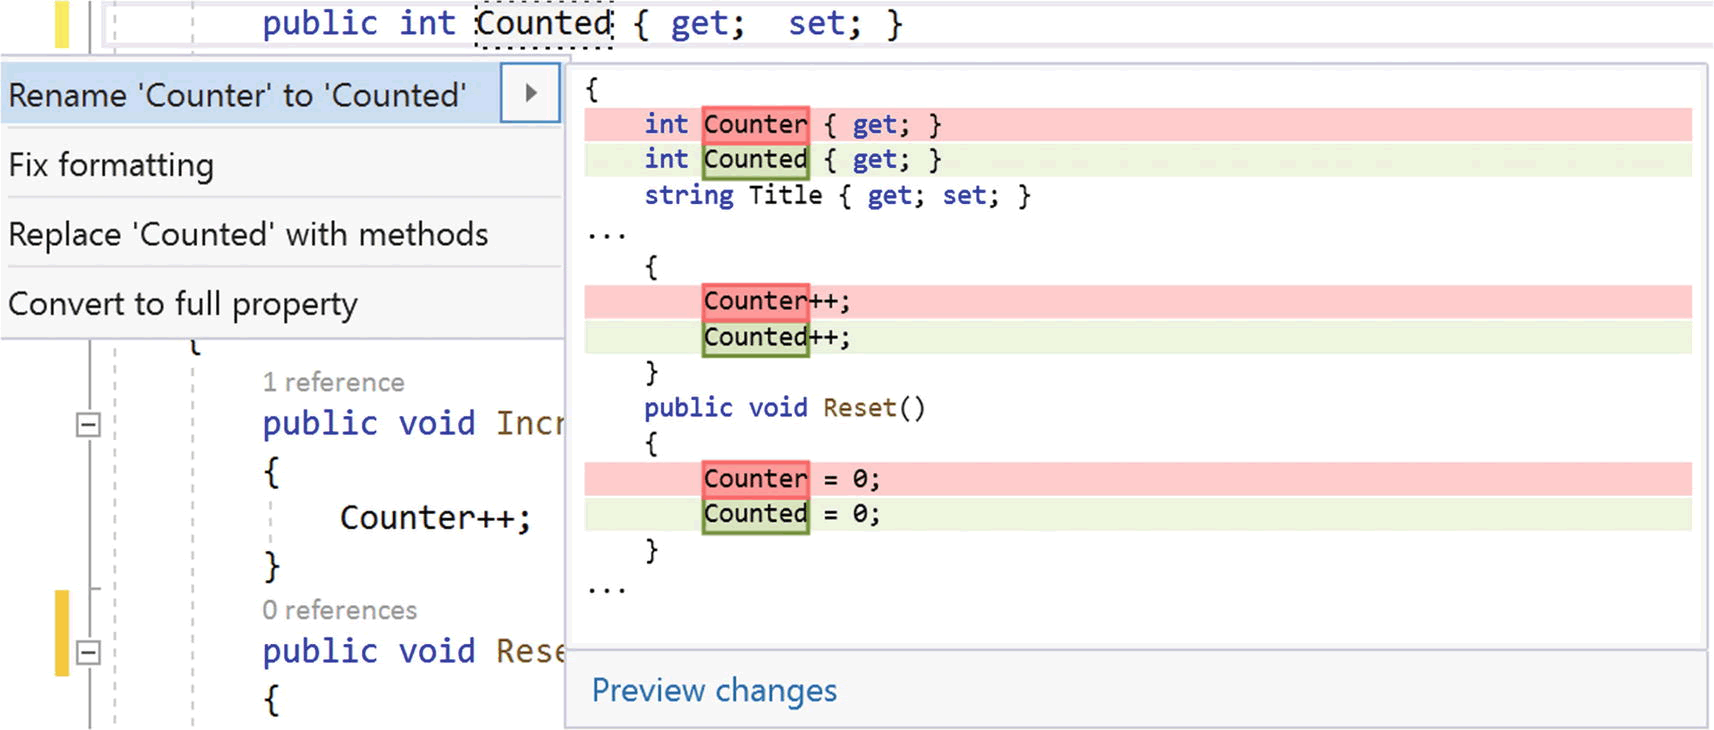 public int Counted { get;  set; }
Rename 'Counter' to 'Counted'
Fix formatting
Replace 'Counted' with methods
Convert to full property
{
1 reference
public void Incr
{
Counter++;
}
0 references
public void Rese
{
{
int Counter { get; }
int Counted { get; }
string Title { get; set; }
...
{
Counter++;
Counted++;
}
public void Reset()
{
Counter = 0;
Counted = 0;
}
...
Preview changes